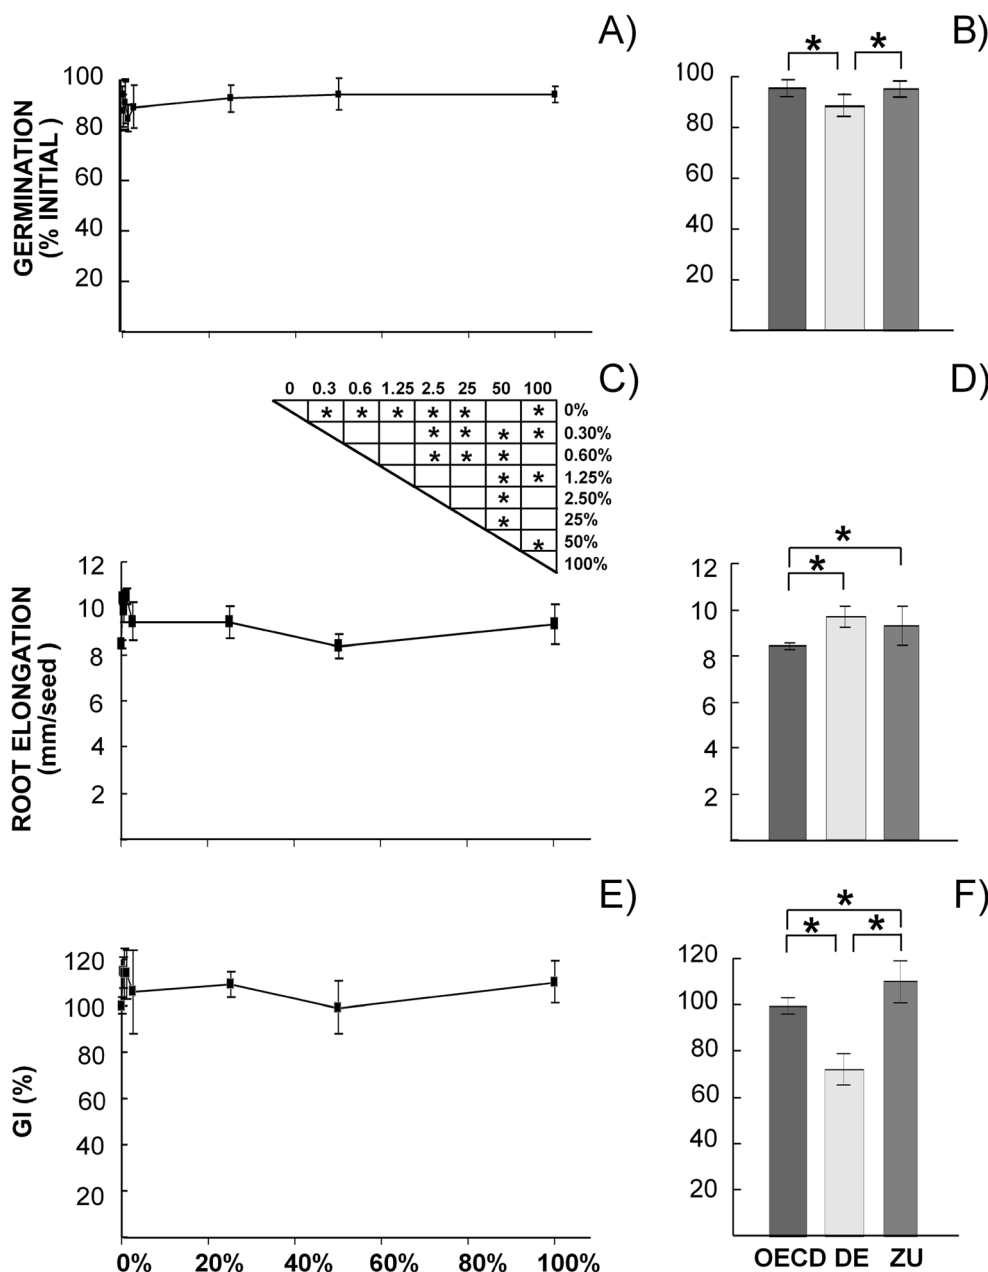 A)
GERMINATION
(% INITIAL )
100
80
60
40
20
B)
* *
100
80
60
40
20
C)
0 0.3 0.6 1.25 2.5 25 50 100
* * * * * * 0%
* * * * 0.30%
* * * 0.60%
* * 1.25%
* 2.50%
* 25%
* 50%
100%
ROOT ELONGATION
(mm/seed)
12
10
8
6
4
2
D)
*
*
12
10
8
6
4
2
E)
GI (%)
120
100
80
60
40
20
0% 20% 40% 60% 80% 100%
F)
*
* *
120
100
80
60
40
20
OECD DE ZU